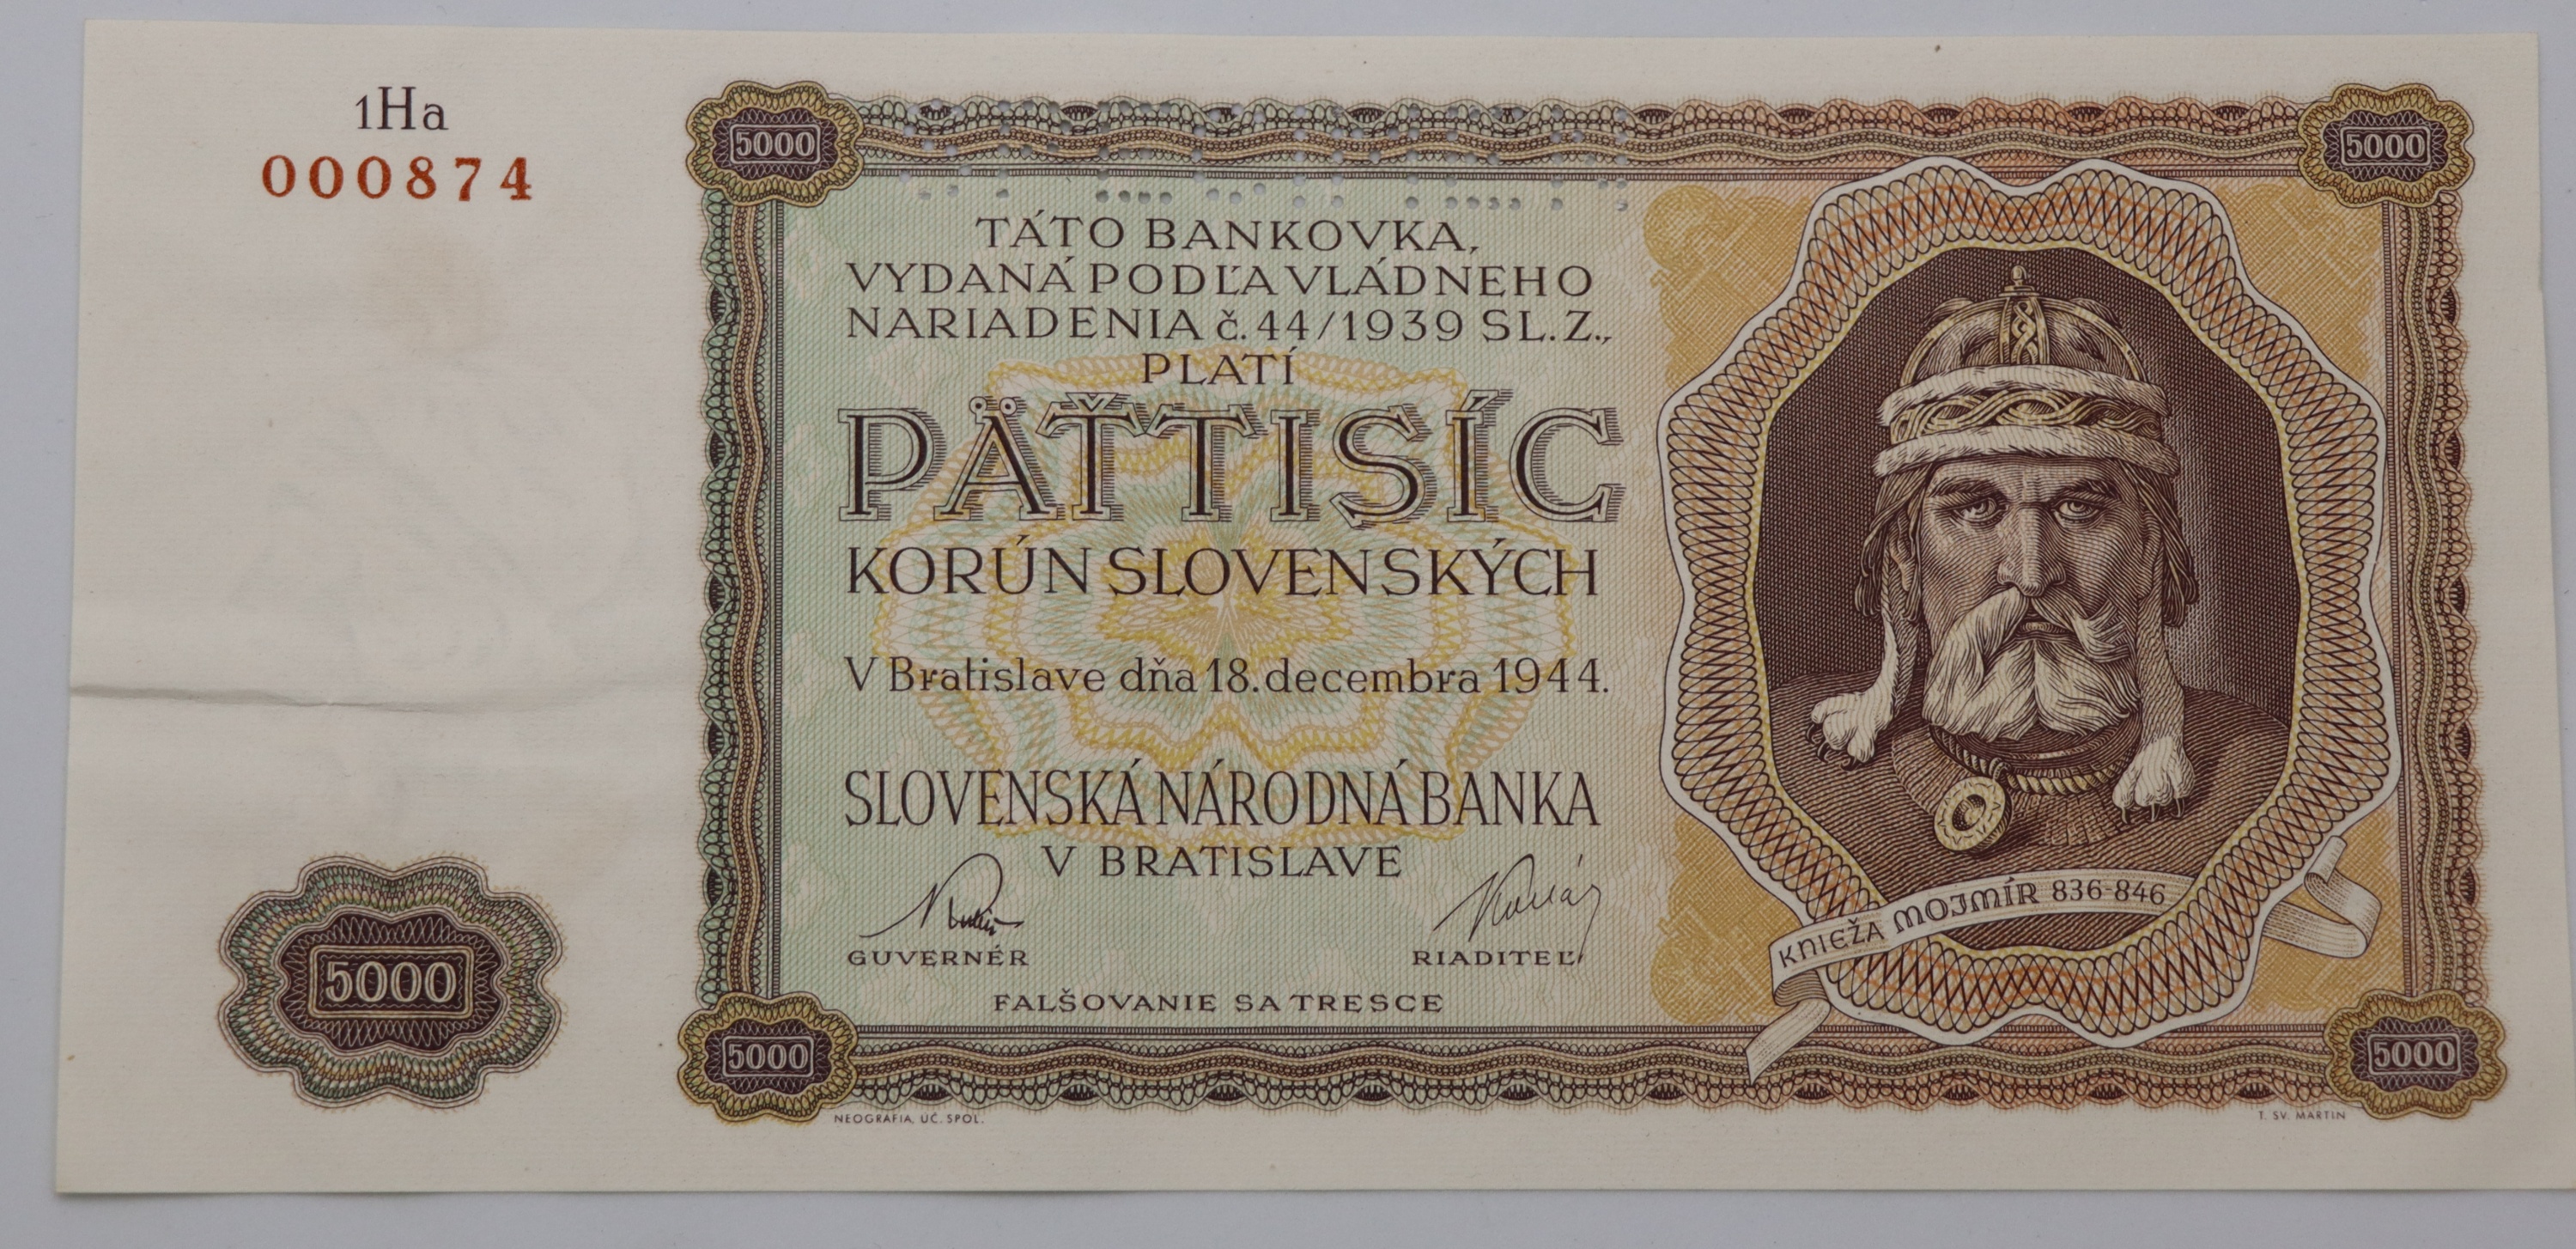 1Ha
000874
5000
5000
TÁTO BANKOVKA,
VYDANÁ PODĽA VLÁDNEHO
NARIADENIA č. 44/1939 SL. Z.,
PLATÍ
PÄŤTISÍC
KORÚN SLOVENSKÝCH
V Bratislave dňa 18. decembra 1944.
SLOVENSKÁ NÁRODNÁ BANKA
V BRATISLAVE
GUVERNÉR
RIADITEĽ
FALŠOVANIE SA TRESCE
KNIEŽA MOJMÍR 836-846
5000
5000
5000
NEOGRAFIA, ÚČ. SPOL.
T. SV. MARTIN